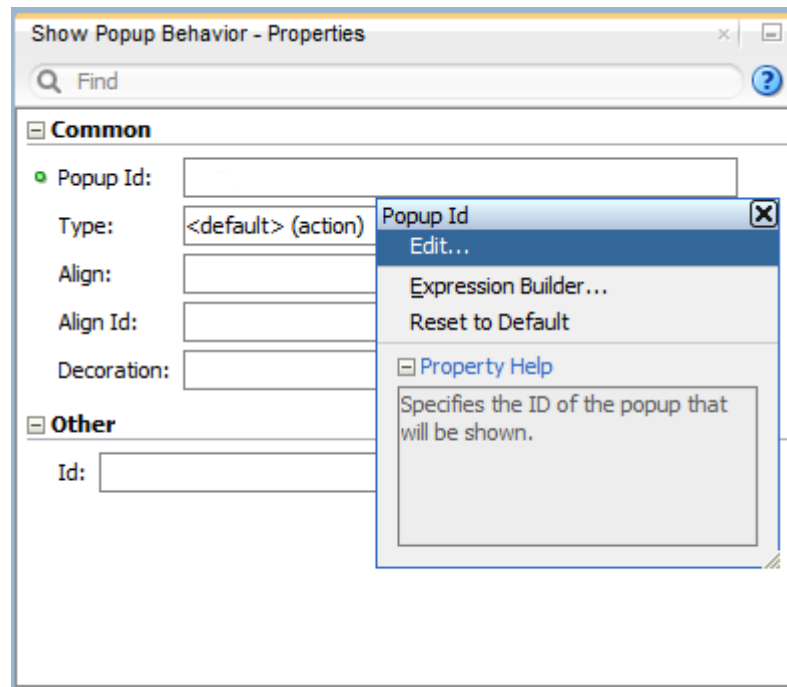 Show Popup Behavior - Properties
Find
Common
Popup Id:
Type: <default> (action)
Align:
Align Id:
Decoration:
Other
Id:
Popup Id
Edit...
Expression Builder...
Reset to Default
Property Help
Specifies the ID of the popup that
will be shown.